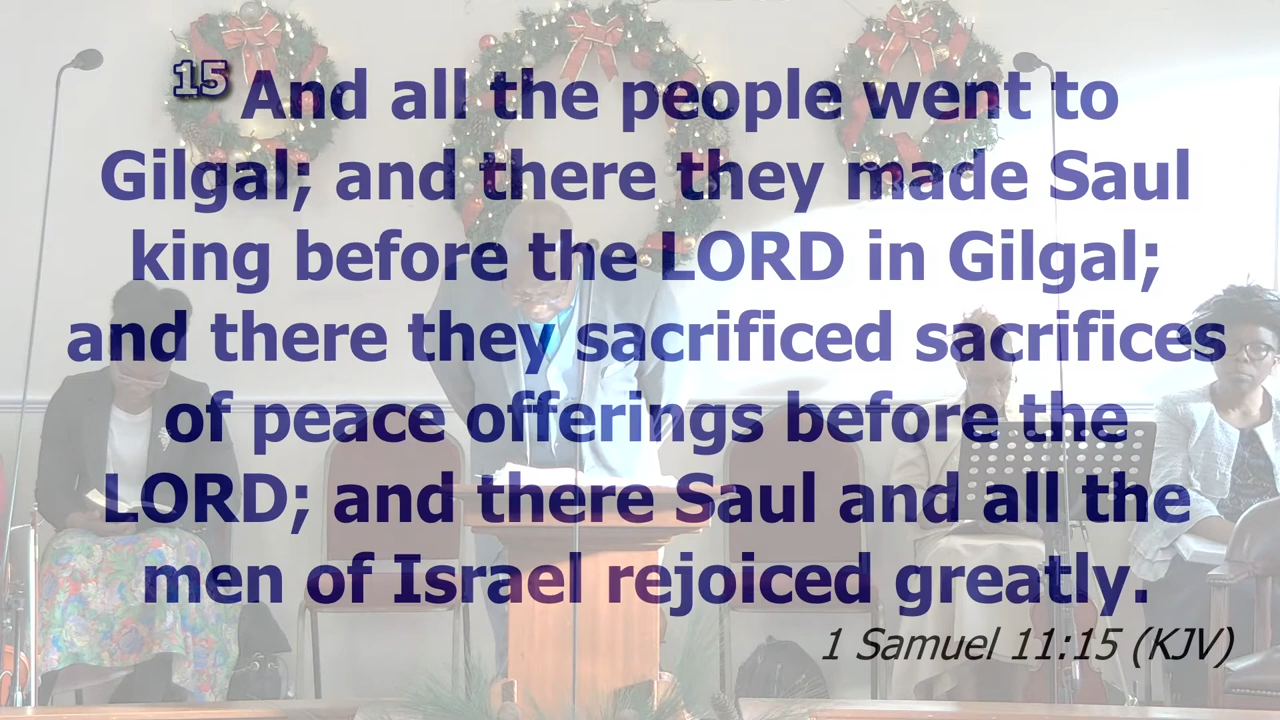 15 And all the people went to
Gilgal; and there they made Saul
king before the LORD in Gilgal;
and there they sacrificed sacrifices
of peace offerings before the
LORD; and there Saul and all the
men of Israel rejoiced greatly.
1 Samuel 11:15 (KJV)